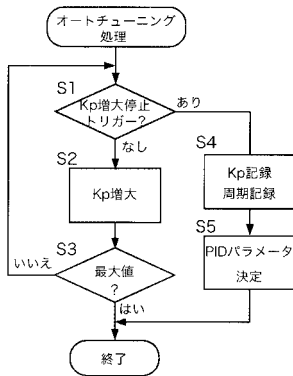 オートチューニング
処理
S1
Kp増大停止
トリガー?
あり
なし
S2
Kp増大
S4
Kp記録
周期記録
S5
PIDパラメータ
決定
S3
最大値
?
いいえ
はい
終了